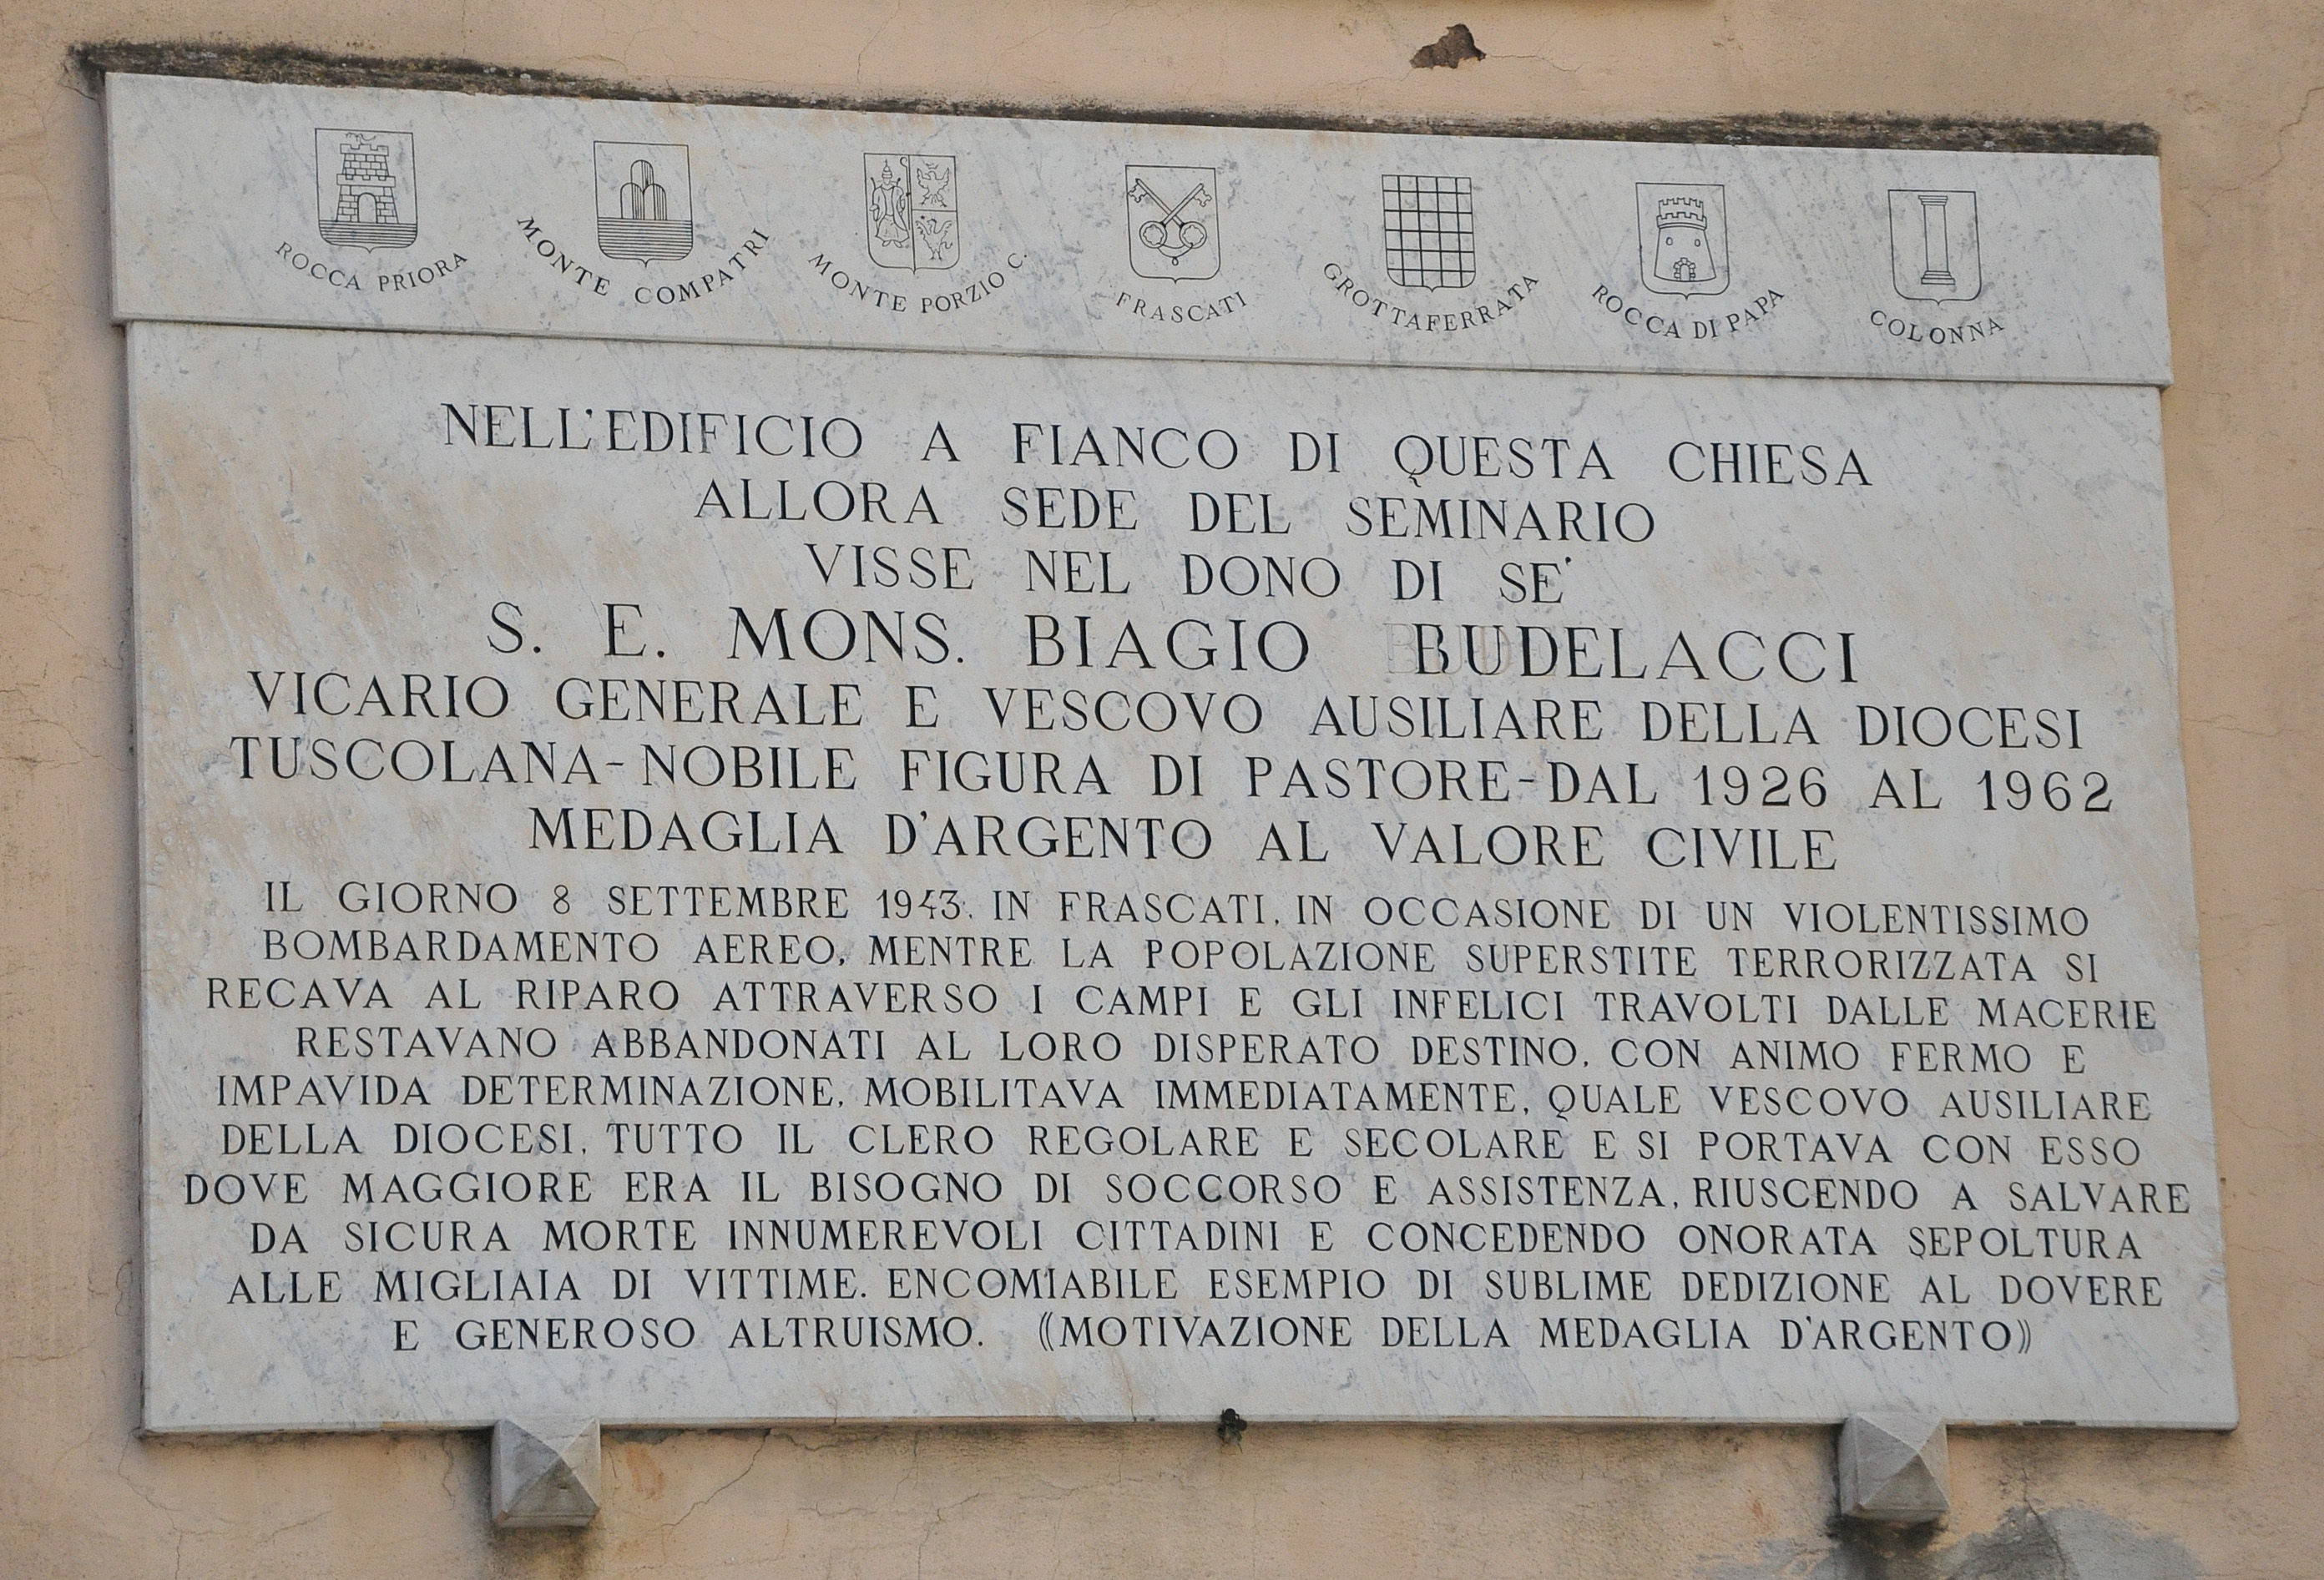 ROCCA PRIORA
MONTE COMPATRI
MONTE PORZIO C.
FRASCATI
GROTTAFERRATA
ROCCA DI PAPA
COLONNA
NELL'EDIFICIO A FIANCO DI QUESTA CHIESA
ALLORA SEDE DEL SEMINARIO
VISSE NEL DONO DI SE'
S. E. MONS. BIAGIO BUDELACCI
VICARIO GENERALE E VESCOVO AUSILIARE DELLA DIOCESI
TUSCOLANA-NOBILE FIGURA DI PASTORE-DAL 1926 AL 1962
MEDAGLIA D'ARGENTO AL VALORE CIVILE
IL GIORNO 8 SETTEMBRE 1943, IN FRASCATI, IN OCCASIONE DI UN VIOLENTISSIMO
BOMBARDAMENTO AEREO, MENTRE LA POPOLAZIONE SUPERSTITE TERRORIZZATA SI
RECAVA AL RIPARO ATTRAVERSO I CAMPI E GLI INFELICI TRAVOLTI DALLE MACERIE
RESTAVANO ABBANDONATI AL LORO DISPERATO DESTINO, CON ANIMO FERMO E
IMPAVIDA DETERMINAZIONE, MOBILITAVA IMMEDIATAMENTE, QUALE VESCOVO AUSILIARE
DELLA DIOCESI, TUTTO IL CLERO REGOLARE E SECOLARE E SI PORTAVA CON ESSO
DOVE MAGGIORE ERA IL BISOGNO DI SOCCORSO E ASSISTENZA, RIUSCENDO A SALVARE
DA SICURA MORTE INNUMEREVOLI CITTADINI E CONCEDENDO ONORATA SEPOLTURA
ALLE MIGLIAIA DI VITTIME. ENCOMIABILE ESEMPIO DI SUBLIME DEDIZIONE AL DOVERE
E GENEROSO ALTRUISMO. ((MOTIVAZIONE DELLA MEDAGLIA D'ARGENTO))